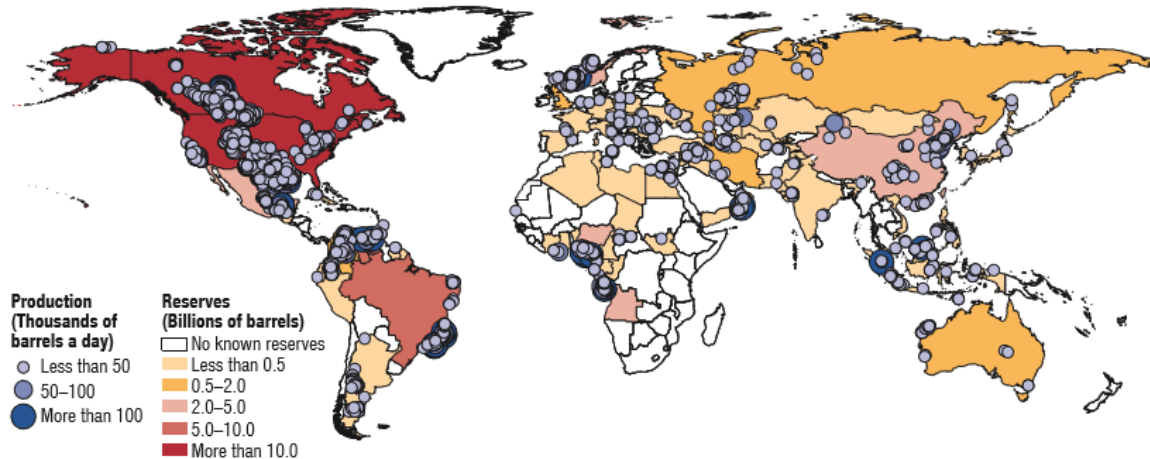 Production
(Thousands of
barrels a day)
Less than 50
50–100
More than 100
Reserves
(Billions of barrels)
No known reserves
Less than 0.5
0.5–2.0
2.0–5.0
5.0–10.0
More than 10.0